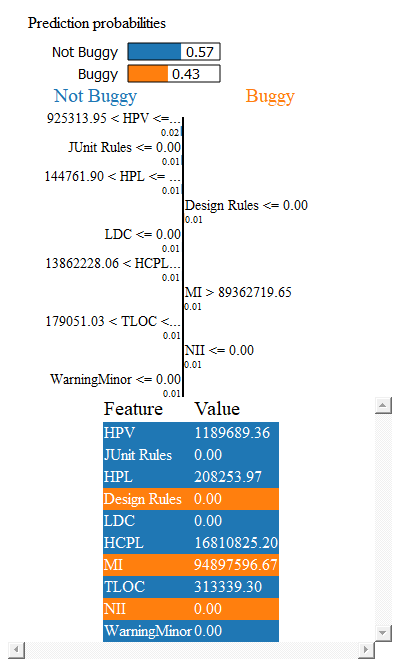 Prediction probabilities
Not Buggy 0.57
Buggy 0.43
Not Buggy Buggy
925313.95 < HPV <=...
0.02
JUnit Rules <= 0.00
0.01
144761.90 < HPL <= ...
0.01
Design Rules <= 0.00
0.01
LDC <= 0.00
0.01
13862228.06 < HCPL...
0.01
MI > 89362719.65
0.01
179051.03 < TLOC <...
0.01
NII <= 0.00
0.01
WarningMinor <= 0.00
0.01
Feature Value
HPV 1189689.36
JUnit Rules 0.00
HPL 208253.97
Design Rules 0.00
LDC 0.00
HCPL 16810825.20
MI 94897596.67
TLOC 313339.30
NII 0.00
WarningMinor 0.00